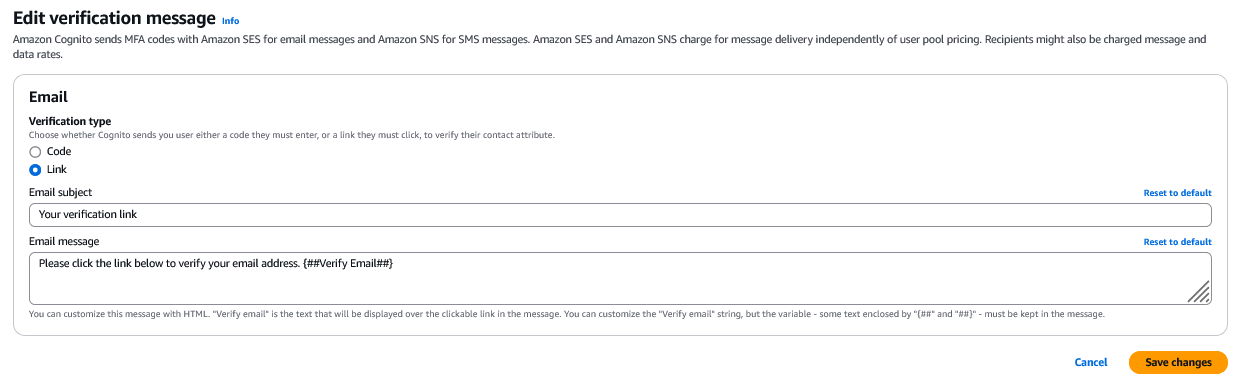 Edit verification message Info
Amazon Cognito sends MFA codes with Amazon SES for email messages and Amazon SNS for SMS messages. Amazon SES and Amazon SNS charge for message delivery independently of user pool pricing. Recipients might also be charged message and
data rates.
Email
Verification type
Choose whether Cognito sends you user either a code they must enter, or a link they must click, to verify their contact attribute.
Code
Link
Email subject Reset to default
Your verification link
Email message Reset to default
Please click the link below to verify your email address. {##Verify Email##}
You can customize this message with HTML. "Verify email" is the text that will be displayed over the clickable link in the message. You can customize the "Verify email" string, but the variable - some text enclosed by "{##" and "##}" - must be kept in the message.
Cancel Save changes